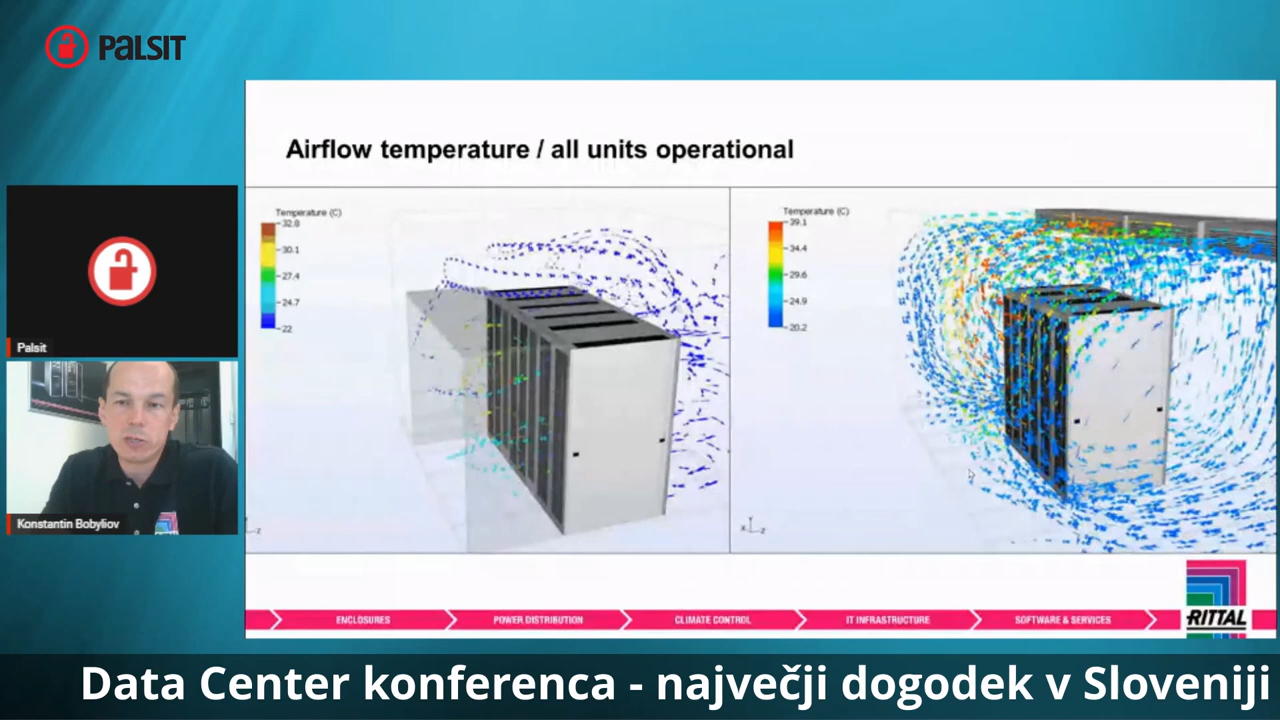 PALSIT
Airflow temperature / all units operational
Temperature (C)
32.8
30.1
27.4
24.7
22
Temperature (C)
39.1
34.4
29.6
24.9
20.2
Palsit
Konstantin Bobyliov
ENCLOSURES
POWER DISTRIBUTION
CLIMATE CONTROL
IT INFRASTRUCTURE
SOFTWARE & SERVICES
RITTAL
Data Center konferenca - največji dogodek v Sloveniji